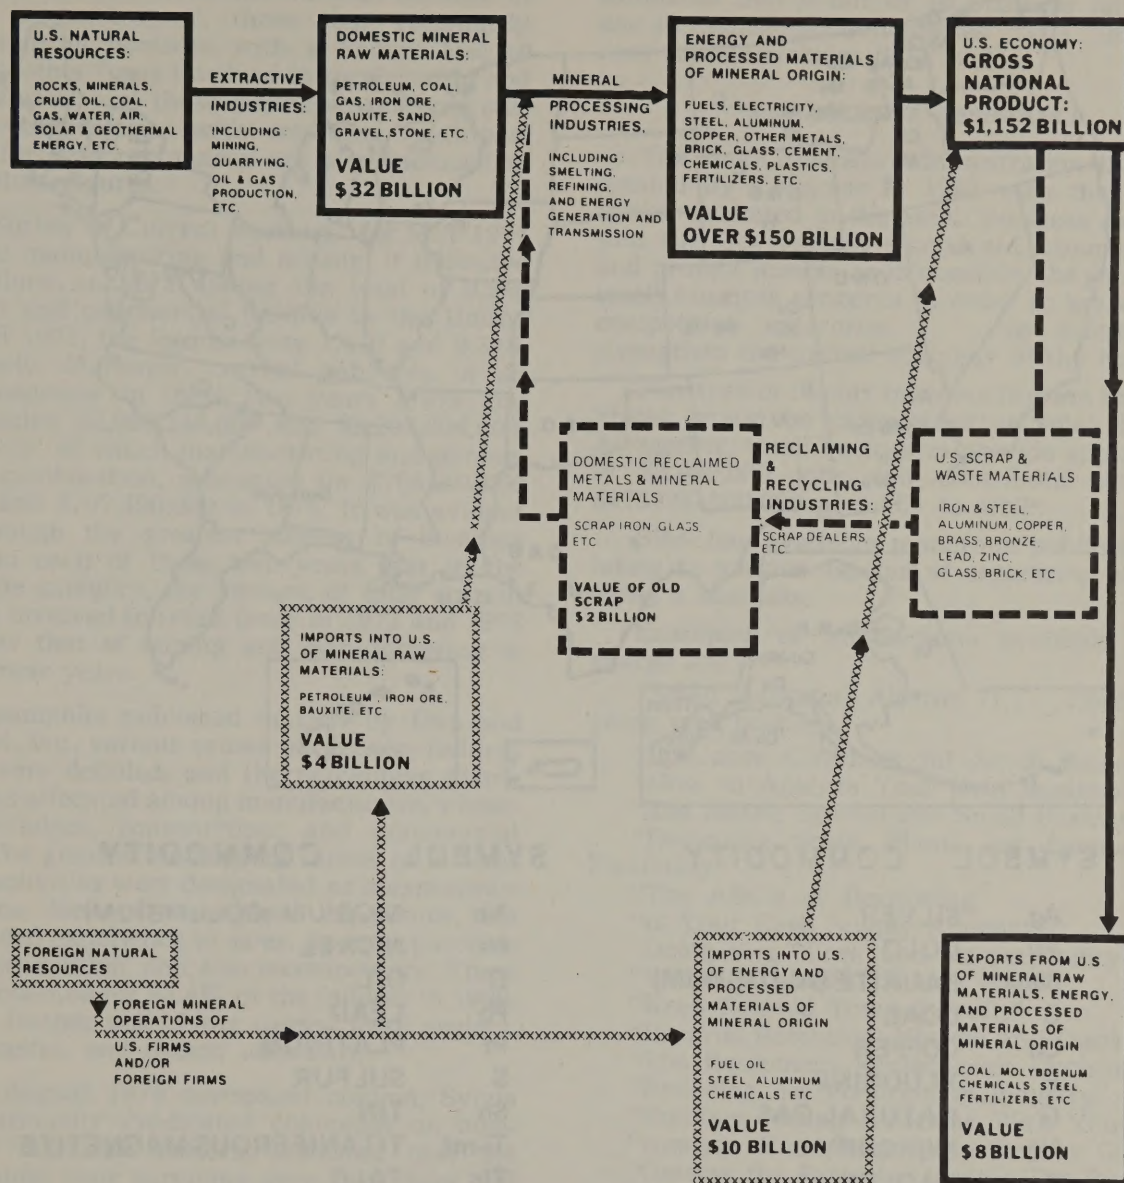 U.S. NATURAL
RESOURCES:
ROCKS, MINERALS,
CRUDE OIL, COAL,
GAS, WATER, AIR,
SOLAR & GEOTHERMAL
ENERGY, ETC.
EXTRACTIVE
INDUSTRIES:
INCLUDING:
MINING,
QUARRYING,
OIL & GAS
PRODUCTION,
ETC.
DOMESTIC MINERAL
RAW MATERIALS:
PETROLEUM, COAL,
GAS, IRON ORE,
BAUXITE, SAND,
GRAVEL, STONE, ETC
VALUE
$32 BILLION
MINERAL
PROCESSING
INDUSTRIES,
INCLUDING:
SMELTING,
REFINING,
AND ENERGY
GENERATION AND
TRANSMISSION
ENERGY AND
PROCESSED MATERIALS
OF MINERAL ORIGIN:
FUELS, ELECTRICITY,
STEEL, ALUMINUM,
COPPER, OTHER METALS,
BRICK, GLASS, CEMENT,
CHEMICALS, PLASTICS,
FERTILIZERS, ETC.
VALUE
OVER $150 BILLION
U.S. ECONOMY:
GROSS
NATIONAL
PRODUCT:
$1,152 BILLION
DOMESTIC RECLAIMED
METALS & MINERAL
MATERIALS
SCRAP IRON, GLASS,
ETC
VALUE OF OLD
SCRAP
$2 BILLION
RECLAIMING
&
RECYCLING
INDUSTRIES:
SCRAP DEALERS
ETC.
U.S. SCRAP &
WASTE MATERIALS
IRON & STEEL,
ALUMINUM, COPPER,
BRASS, BRONZE,
LEAD, ZINC,
GLASS, BRICK, ETC
IMPORTS INTO U.S.
OF MINERAL RAW
MATERIALS:
PETROLEUM, IRON ORE,
BAUXITE, ETC
VALUE
$4 BILLION
FOREIGN NATURAL
RESOURCES
FOREIGN MINERAL
OPERATIONS OF
U.S. FIRMS
AND/OR
FOREIGN FIRMS
IMPORTS INTO U.S.
OF ENERGY AND
PROCESSED
MATERIALS OF
MINERAL ORIGIN
FUEL OIL
STEEL ALUMINUM
CHEMICALS ETC
VALUE
$10 BILLION
EXPORTS FROM U.S.
OF MINERAL RAW
MATERIALS, ENERGY,
AND PROCESSED
MATERIALS OF
MINERAL ORIGIN
COAL, MOLYBDENUM
CHEMICALS STEEL
FERTILIZERS ETC
VALUE
$8 BILLION